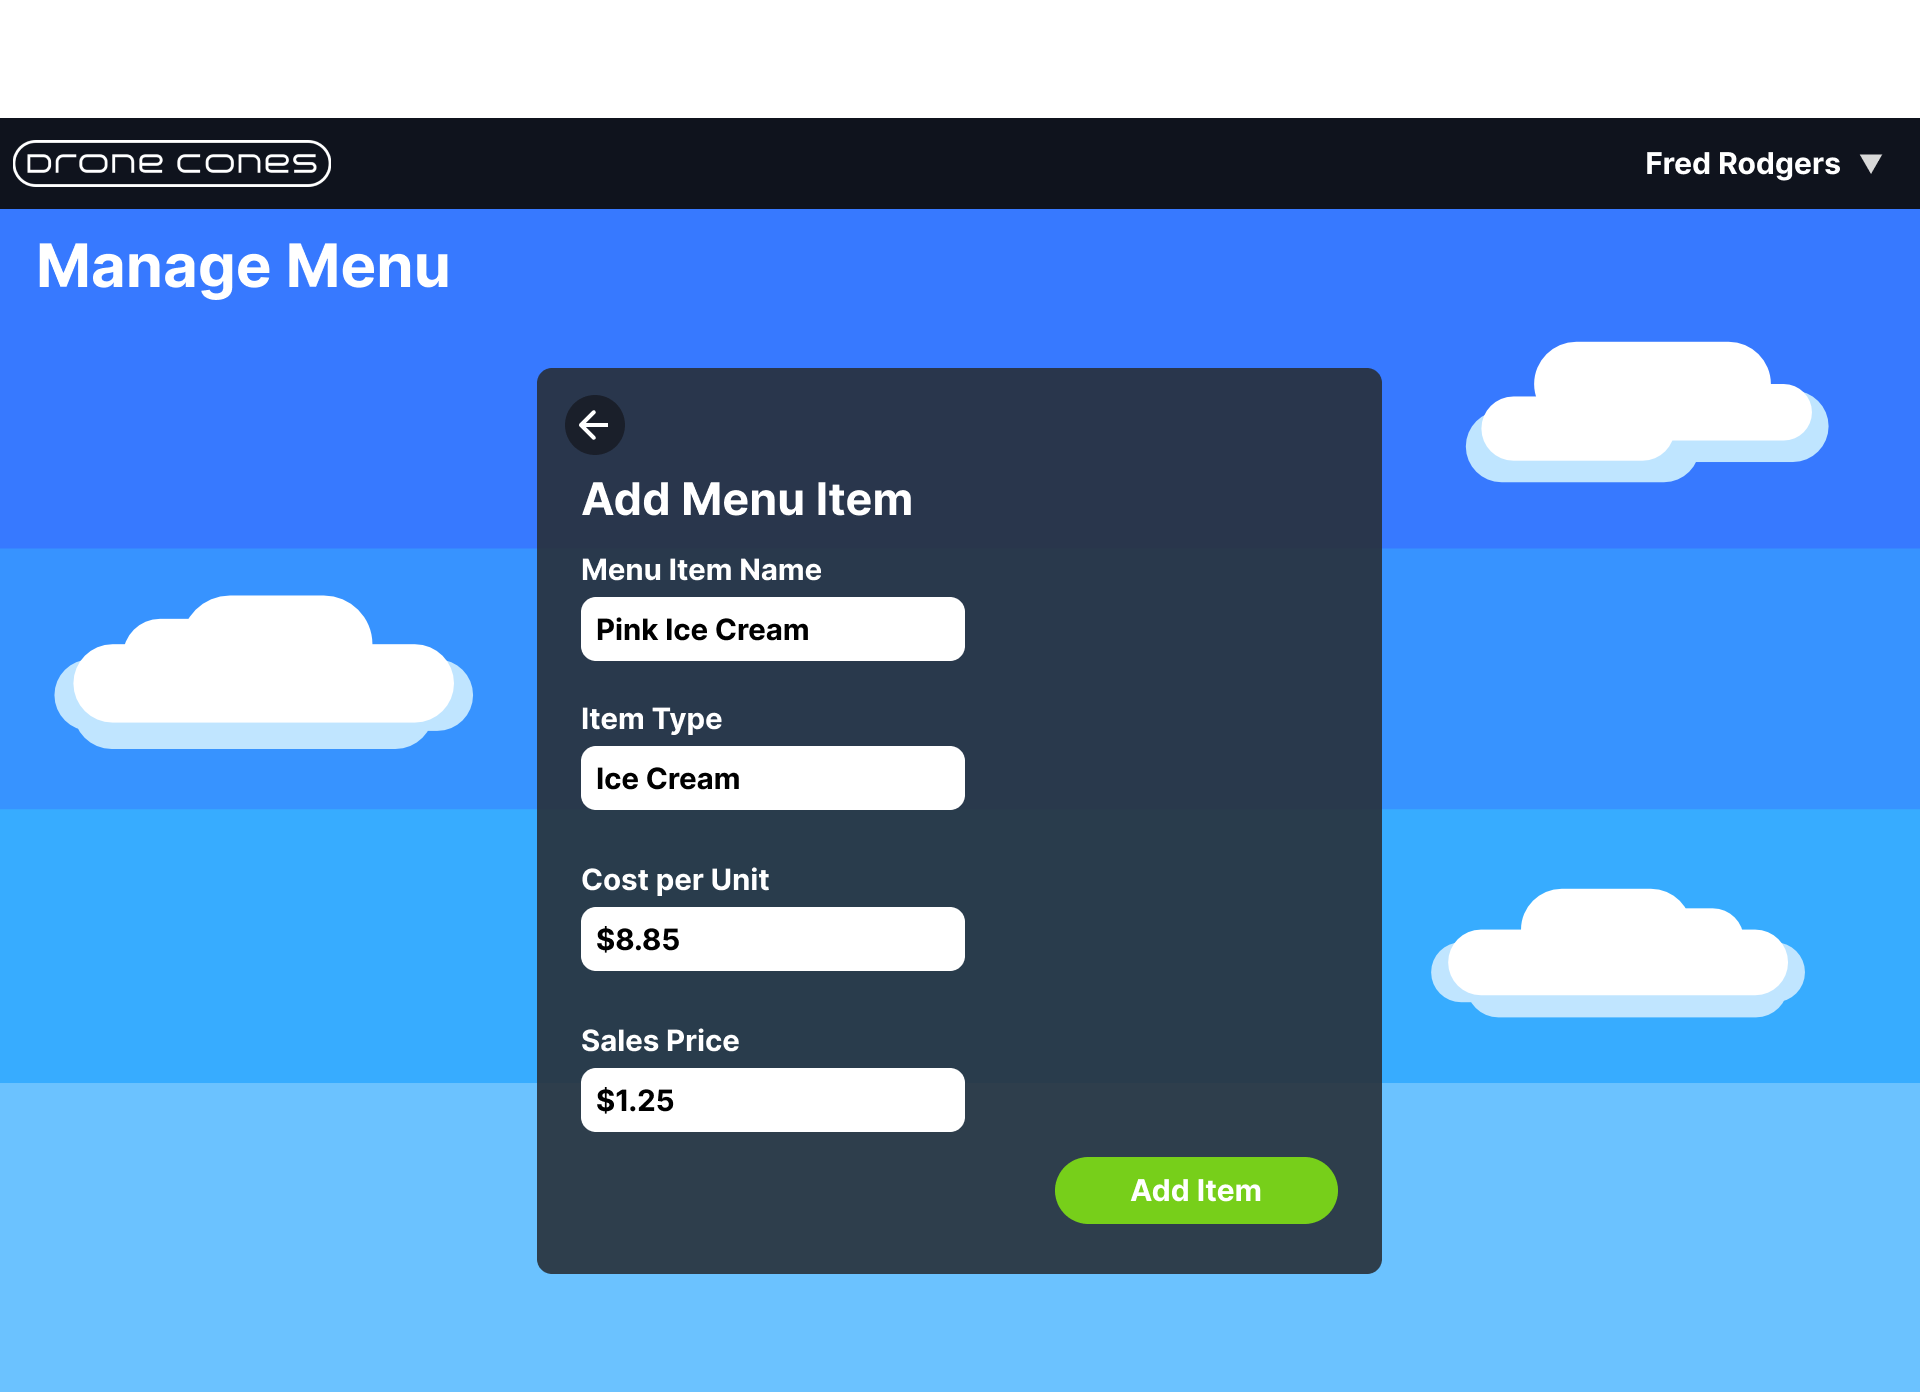 Drone cones
Fred Rodgers ▼
Manage Menu
Add Menu Item
Menu Item Name
Pink Ice Cream
Item Type
Ice Cream
Cost per Unit
$8.85
Sales Price
$1.25
Add Item